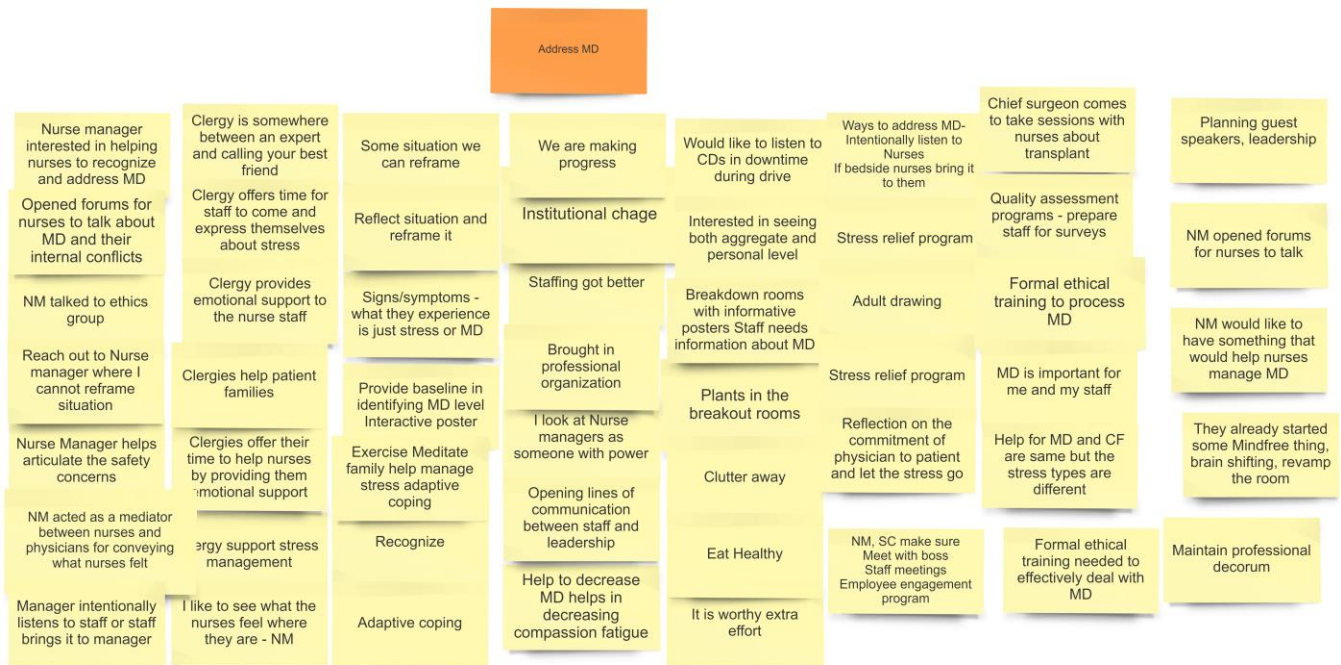 Address MD
Nurse manager
interested in helping
nurses to recognize
and address MD
Opened forums for
nurses to talk about
MD and their
internal conflicts
NM talked to ethics
group
Reach out to Nurse
manager where I
cannot reframe
situation
Nurse Manager helps
articulate the safety
concerns
NM acted as a mediator
between nurses and
physicians for conveying
what nurses felt
Manager intentionally
listens to staff or staff
brings it to manager
Clergy is somewhere
between an expert
and calling your best
friend
Clergy offers time for
staff to come and
express themselves
about stress
Clergy provides
emotional support to
the nurse staff
Clergies help patient
families
Clergies offer their
time to help nurses
by providing them
emotional support
ergy support stress
management
I like to see what the
nurses feel where
they are - NM
Some situation we
can reframe
Reflect situation and
reframe it
Signs/symptoms -
what they experience
is just stress or MD
Provide baseline in
identifying MD level
Interactive poster
Exercise Meditate
family help manage
stress adaptive
coping
Recognize
Adaptive coping
We are making
progress
Institutional chage
Staffing got better
Brought in
professional
organization
I look at Nurse
managers as
someone with power
Opening lines of
communication
between staff and
leadership
Help to decrease
MD helps in
decreasing
compassion fatigue
Would like to listen to
CDs in downtime
during drive
Interested in seeing
both aggregate and
personal level
Breakdown rooms
with informative
posters Staff needs
information about MD
Plants in the
breakout rooms
Clutter away
Eat Healthy
It is worthy extra
effort
Ways to address MD-
Intentionally listen to
Nurses
If bedside nurses bring it
to them
Stress relief program
Adult drawing
Stress relief program
Reflection on the
commitment of
physician to patient
and let the stress go
NM, SC make sure
Meet with boss
Staff meetings
Employee engagement
program
Chief surgeon comes
to take sessions with
nurses about
transplant
Quality assessment
programs - prepare
staff for surveys
Formal ethical
training to process
MD
MD is important for
me and my staff
Help for MD and CF
are same but the
stress types are
different
Formal ethical
training needed to
effectively deal with
MD
Planning guest
speakers, leadership
NM opened forums
for nurses to talk
NM would like to
have something that
would help nurses
manage MD
They already started
some Mindfree thing,
brain shifting, revamp
the room
Maintain professional
decorum